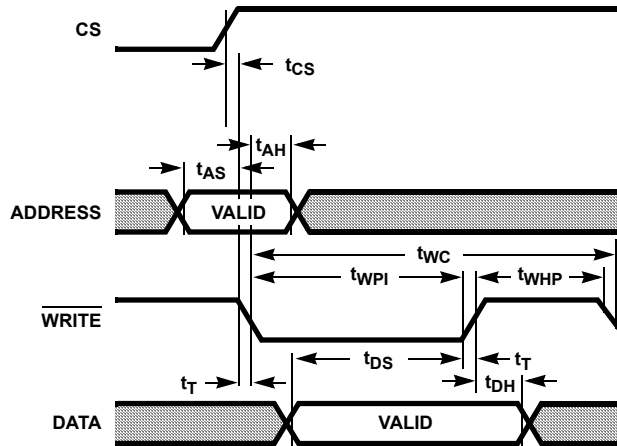 CS
tCS
tAH
tAS
ADDRESS
VALID
tWC
tWPI
tWHP
WRITE
tDS
tT
tT
tDH
DATA
VALID